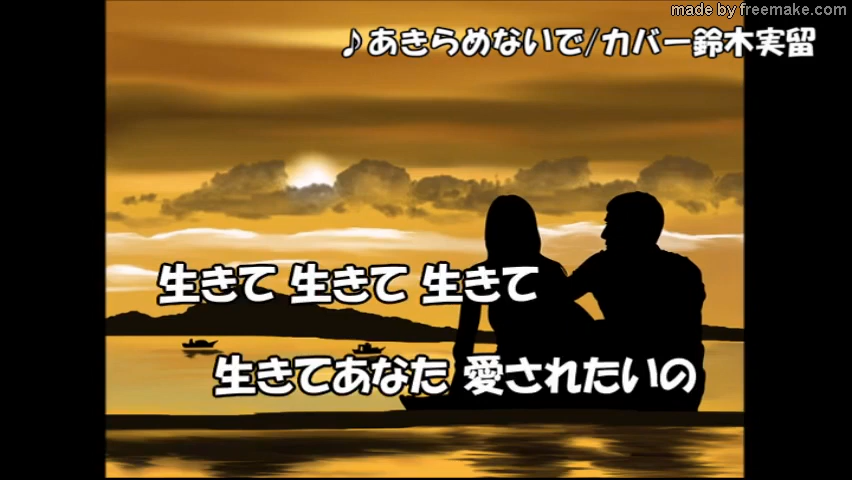 made by freemake.com
♪あきらめないで/カバー鈴木実留
生きて 生きて 生きて
生きてあなた 愛されたいの